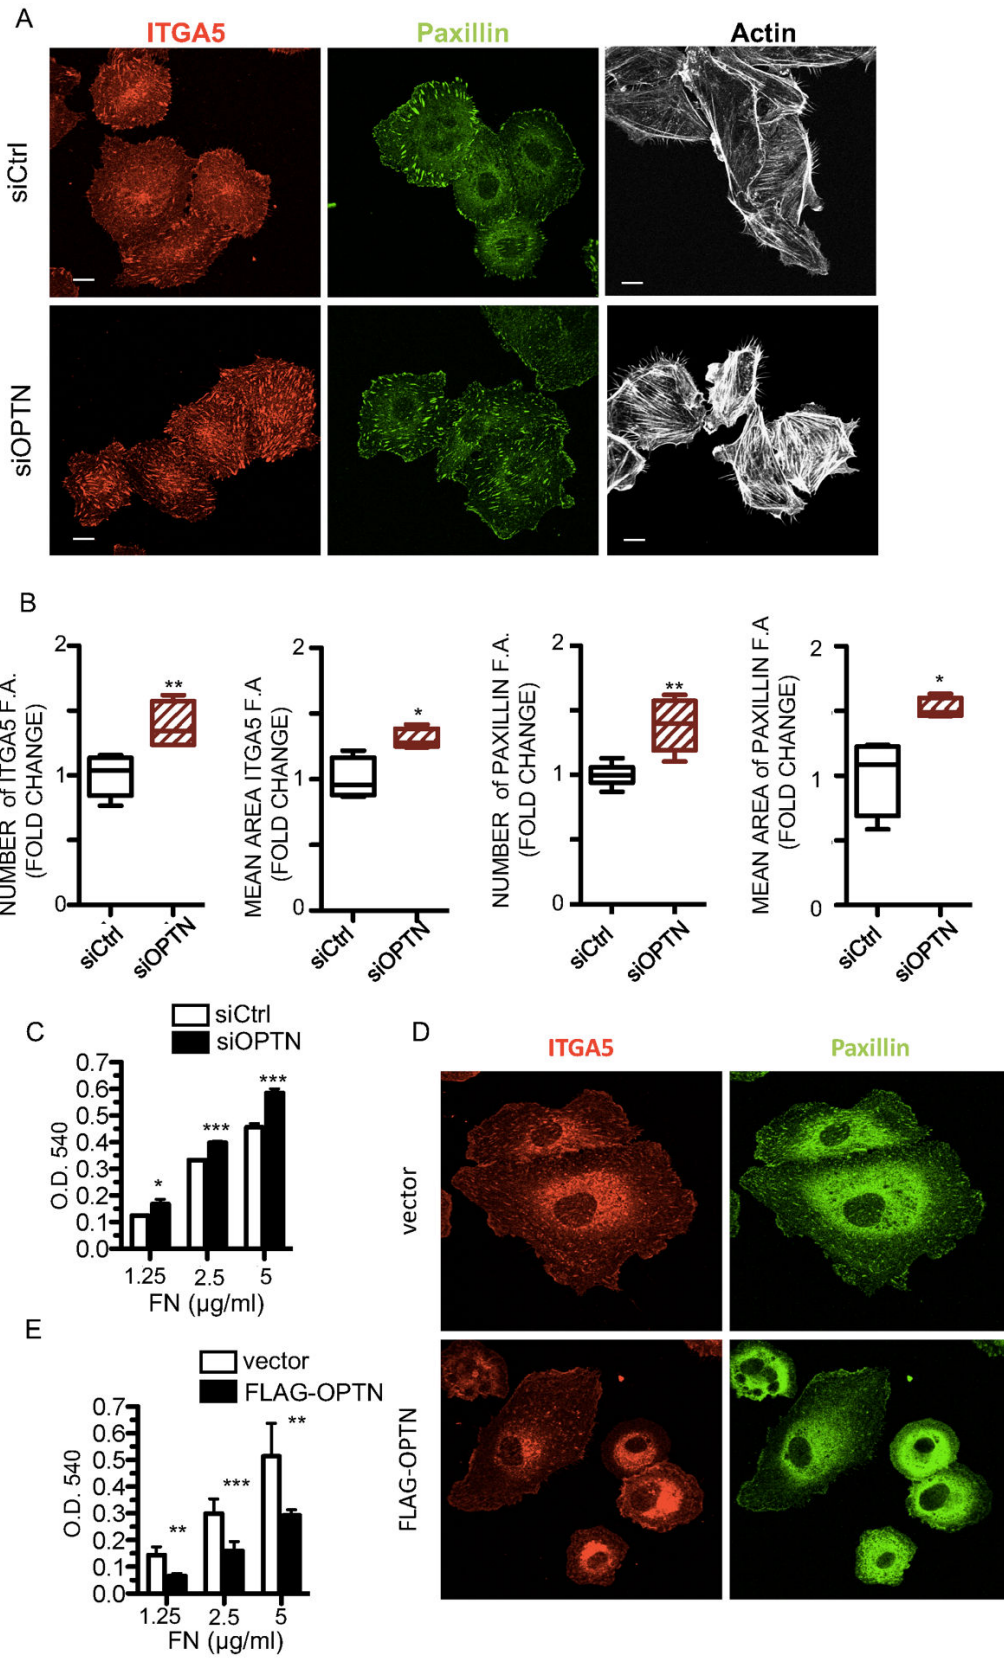 A
ITGA5 Paxillin Actin
siCtrl
siOPTN
B
NUMBER of ITGA5 F.A.
(FOLD CHANGE)
2
**
1
0
siCtrl siOPTN
MEAN AREA ITGA5 F.A
(FOLD CHANGE)
2
*
1
0
siCtrl siOPTN
NUMBER of PAXILLIN F.A.
(FOLD CHANGE)
2
**
1
0
siCtrl siOPTN
MEAN AREA of PAXILLIN F.A
(FOLD CHANGE)
2
*
1
0
siCtrl siOPTN
C
siCtrl
siOPTN
O.D. 540
0.7
0.6
0.5
0.4
0.3
0.2
0.1
0.0
* *** ***
1.25 2.5 5
FN (µg/ml)
D
ITGA5 Paxillin
vector
FLAG-OPTN
E
vector
FLAG-OPTN
O.D. 540
0.7
0.6
0.5
0.4
0.3
0.2
0.1
0.0
** *** **
1.25 2.5 5
FN (µg/ml)